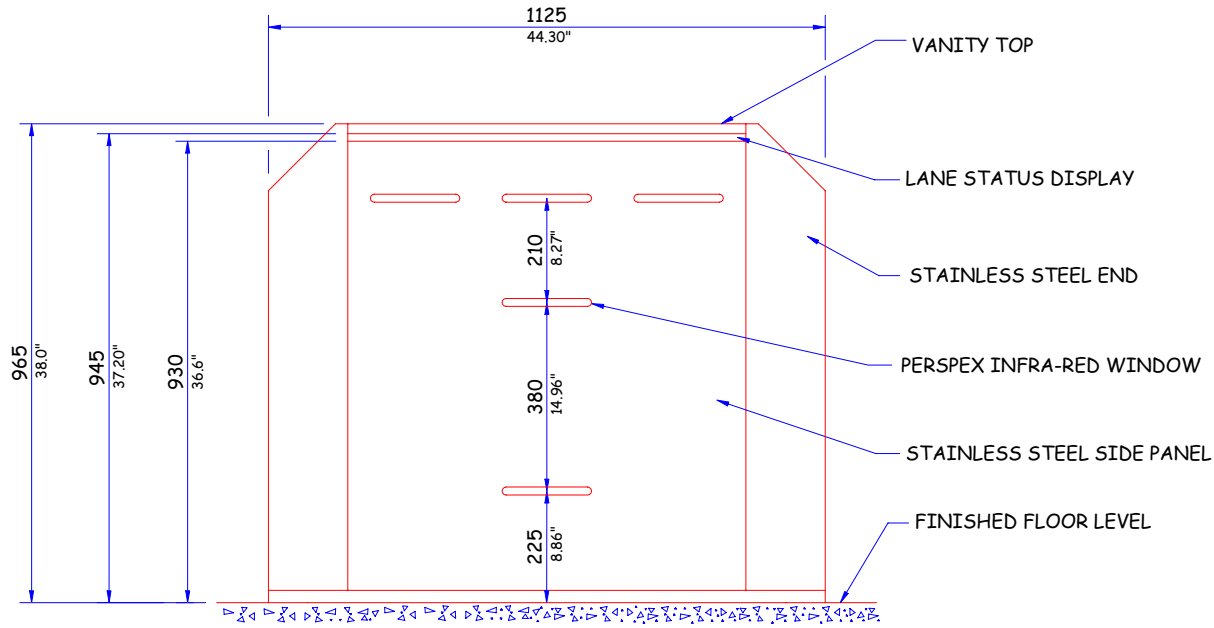 1125
44.30"
VANITY TOP
LANE STATUS DISPLAY
210
8.27"
STAINLESS STEEL END
965
38.0"
945
37.20"
930
36.6"
380
14.96"
PERSPEX INFRA-RED WINDOW
STAINLESS STEEL SIDE PANEL
225
8.86"
FINISHED FLOOR LEVEL